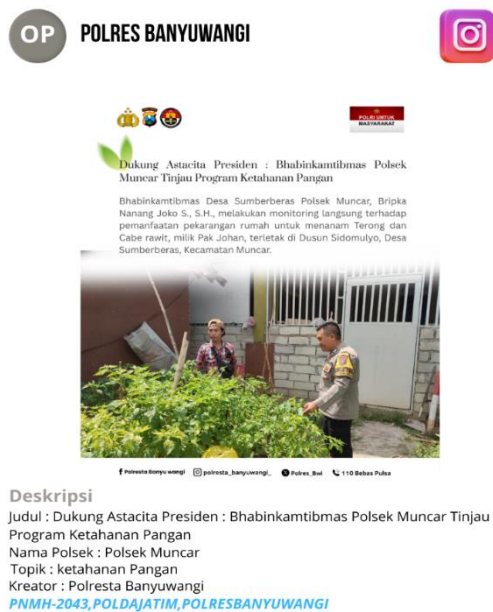 OP
POLRES BANYUWANGI
POLRI UNTUK
MASYARAKAT
Dukung Astacita Presiden : Bhabinkamtibmas Polsek
Muncar Tinjau Program Ketahanan Pangan
Bhabinkamtibmas Desa Sumberberas Polsek Muncar, Bripka
Nanang Joko S., S.H., melakukan monitoring langsung terhadap
pemanfaatan pekarangan rumah untuk menanam Terong dan
Cabe rawit, milik Pak Johan, terletak di Dusun Sidomulyo, Desa
Sumberberas, Kecamatan Muncar.
Polresta Banyuwangi polresta_banyuwangi_ Polres_Bwi 110 Bebas Pulsa
Deskripsi
Judul : Dukung Astacita Presiden : Bhabinkamtibmas Polsek Muncar Tinjau
Program Ketahanan Pangan
Nama Polsek : Polsek Muncar
Topik : ketahanan Pangan
Kreator : Polresta Banyuwangi
PNMH-2043,POLDAJATIM,POLRESBANYUWANGI